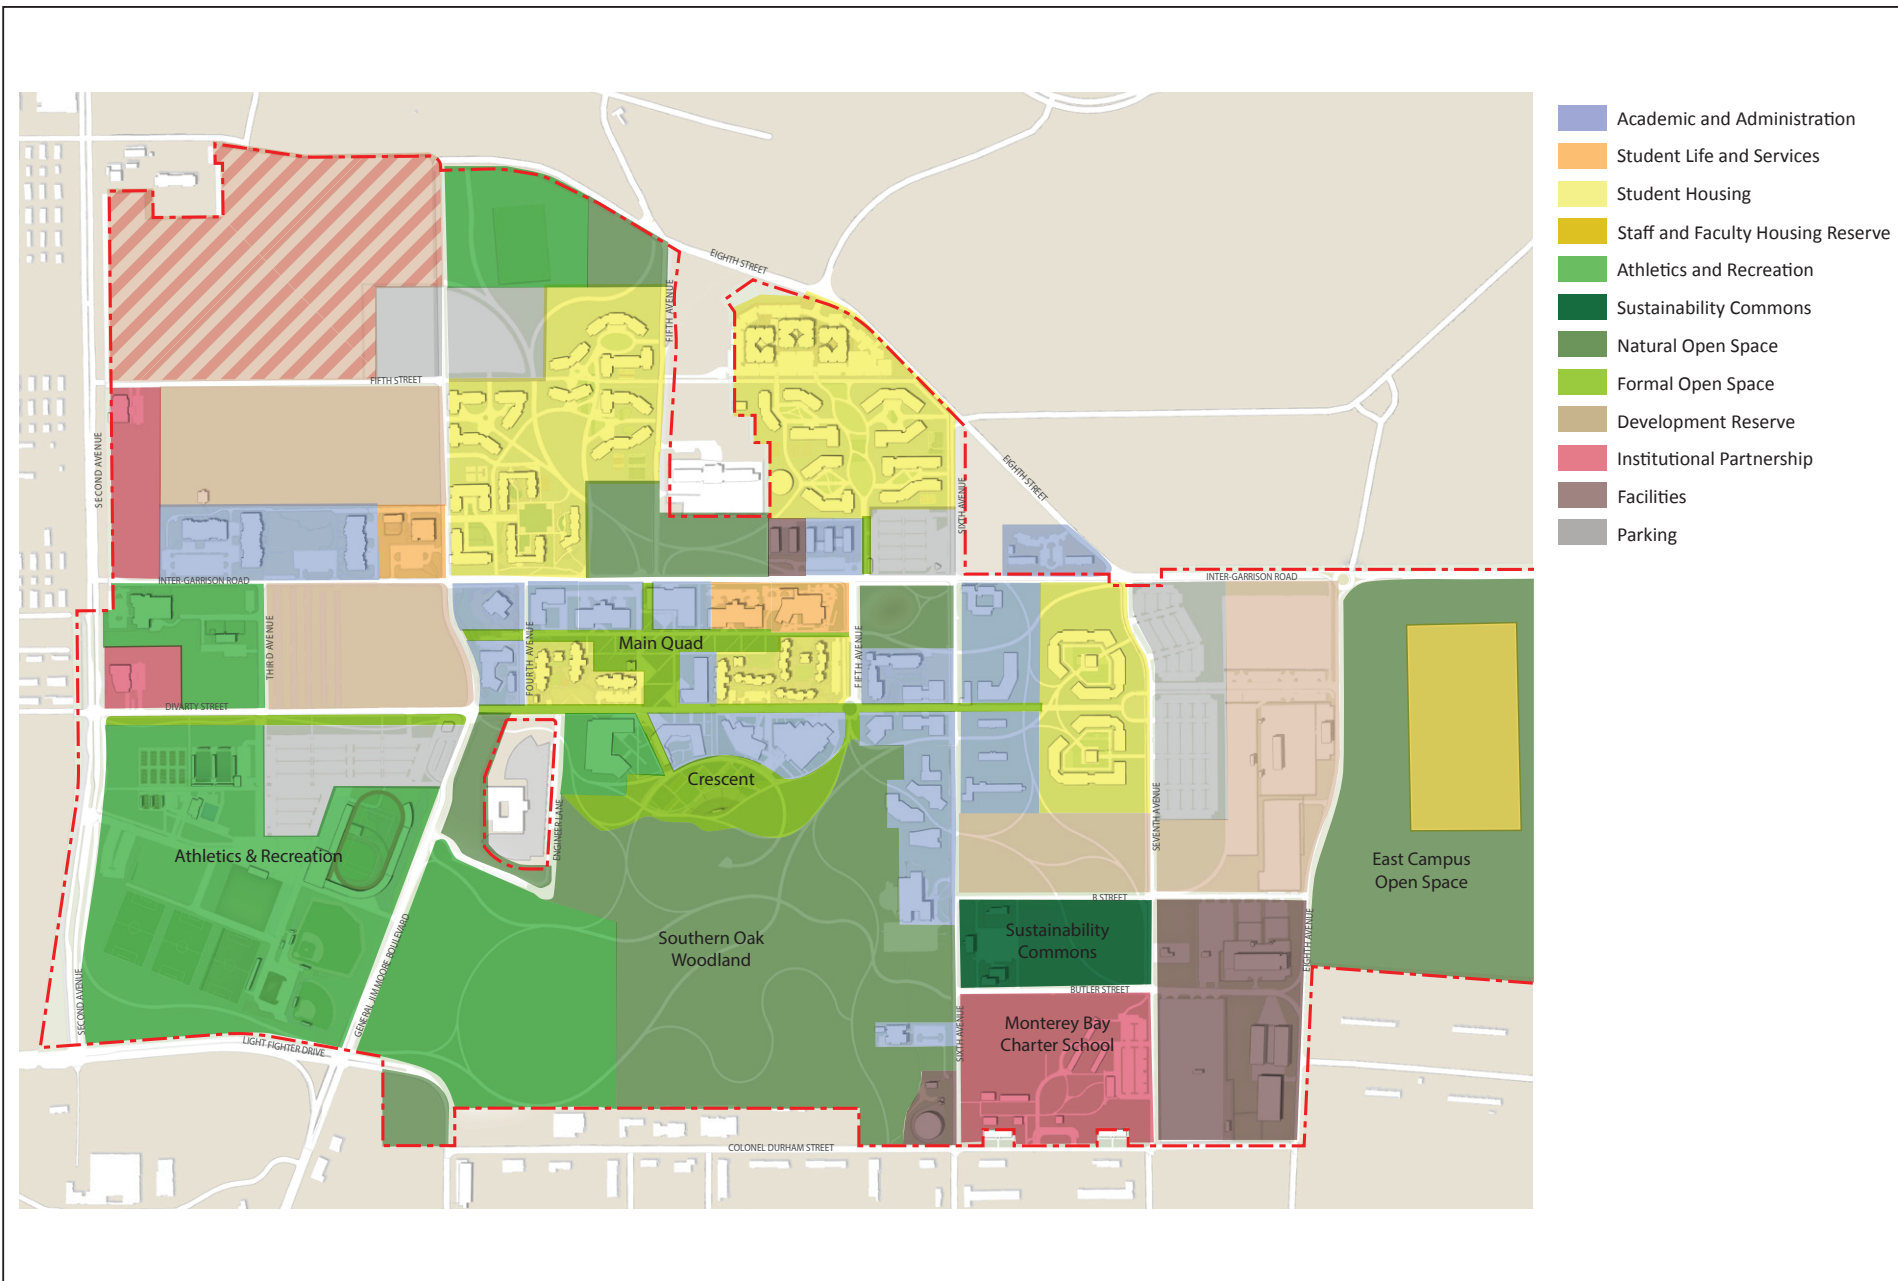 Academic and Administration
Student Life and Services
Student Housing
Staff and Faculty Housing Reserve
Athletics and Recreation
Sustainability Commons
Natural Open Space
Formal Open Space
Development Reserve
Institutional Partnership
Facilities
Parking
EIGHTH STREET
FIFTH AVENUE
FIFTH STREET
SECOND AVENUE
EIGHTH STREET
SIXTH AVENUE
INTER-GARRISON ROAD
INTER-GARRISON ROAD
THIRD AVENUE
FOURTH AVENUE
Main Quad
FIFTH AVENUE
DIVARTY STREET
Crescent
ENGINEER LANE
SEVENTH AVENUE
Athletics & Recreation
East Campus
Open Space
B STREET
GENERAL JIM MOORE BOULEVARD
Southern Oak
Woodland
Sustainability
Commons
EIGHTH AVENUE
SECOND AVENUE
BUTLER STREET
LIGHT FIGHTER DRIVE
SIXTH AVENUE
Monterey Bay
Charter School
COLONEL DURHAM STREET